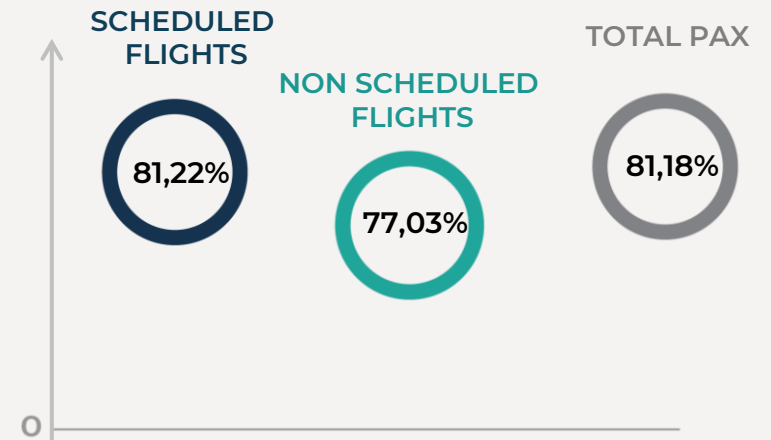 SCHEDULED
FLIGHTS
81,22%
NON SCHEDULED
FLIGHTS
77,03%
TOTAL PAX
81,18%
0